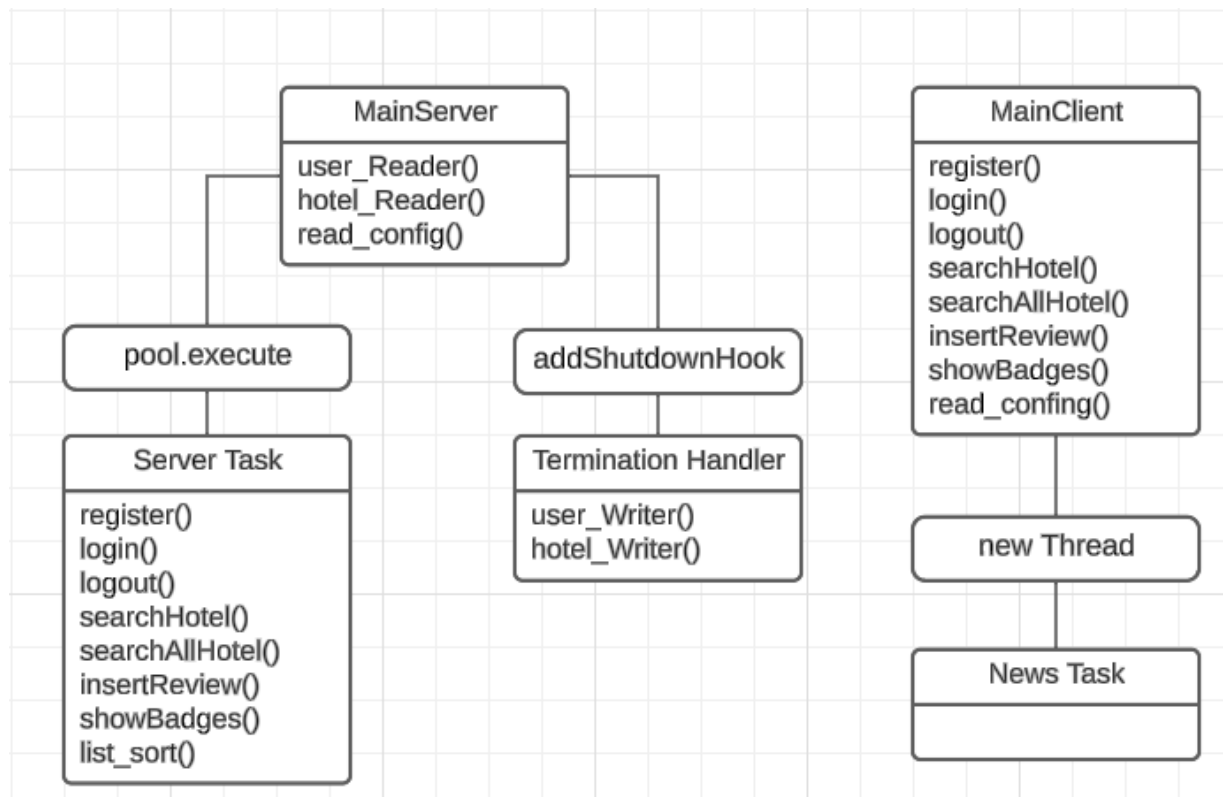 MainServer
user_Reader()
hotel_Reader()
read_config()
pool.execute
Server Task
register()
login()
logout()
searchHotel()
searchAllHotel()
insertReview()
showBadges()
list_sort()
addShutdownHook
Termination Handler
user_Writer()
hotel_Writer()
MainClient
register()
login()
logout()
searchHotel()
searchAllHotel()
insertReview()
showBadges()
read_confing()
new Thread
News Task